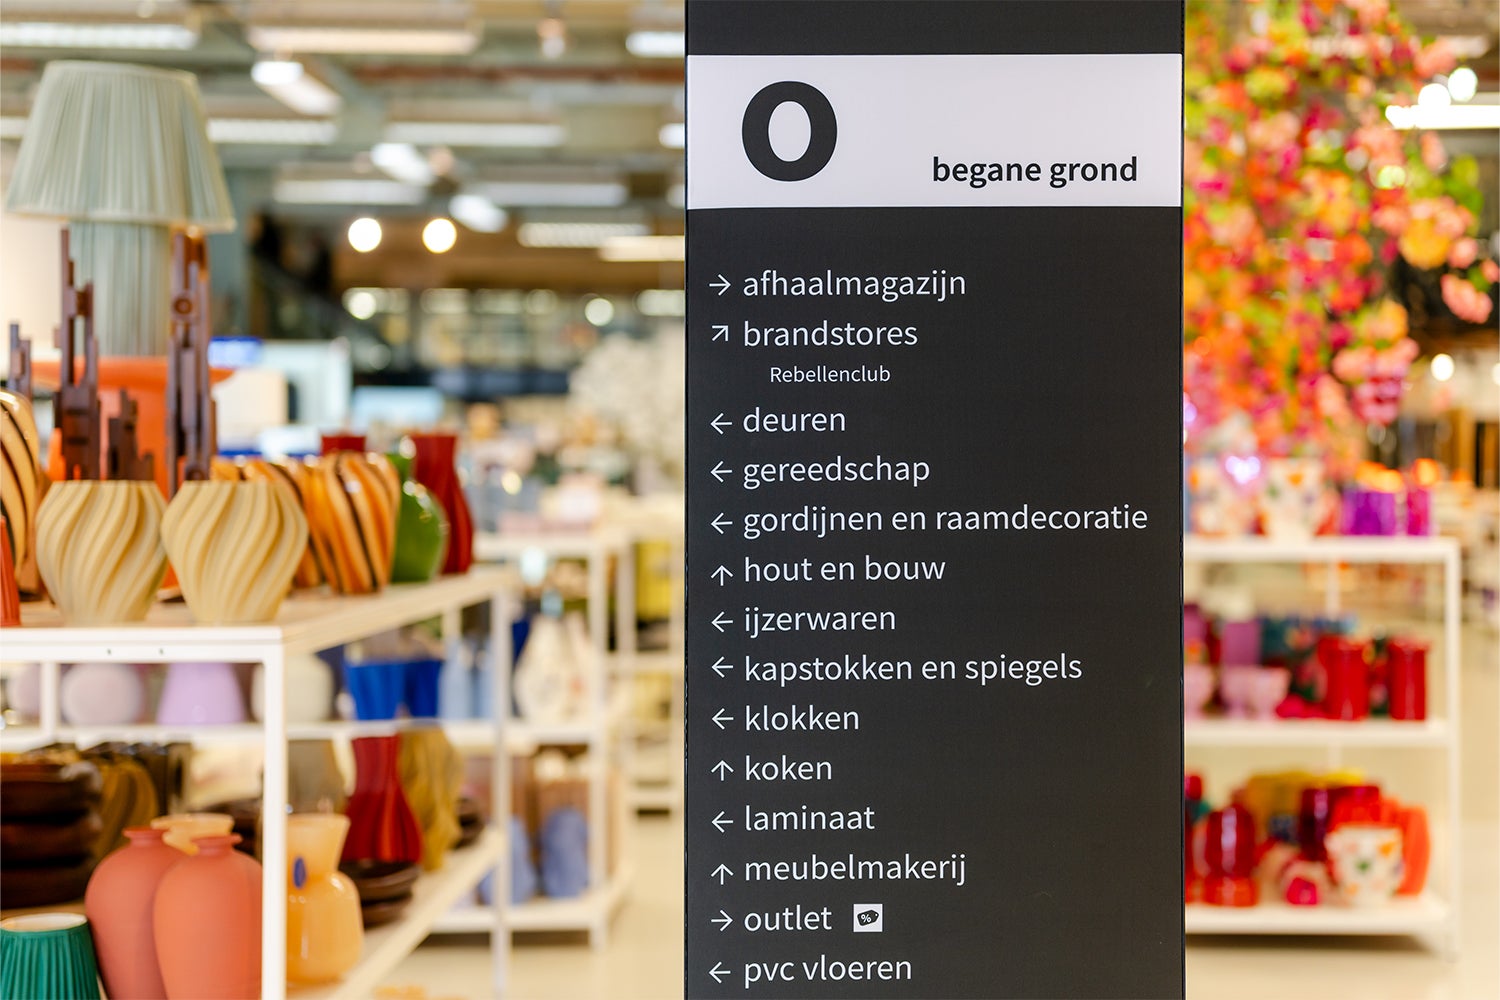 0
begane grond
→ afhaalmagazijn
↗ brandstores
Rebellenclub
← deuren
← gereedschap
← gordijnen en raamdecoratie
↑ hout en bouw
← ijzerwaren
← kapstokken en spiegels
← klokken
↑ koken
← laminaat
↑ meubelmakerij
→ outlet %
← pvc vloeren